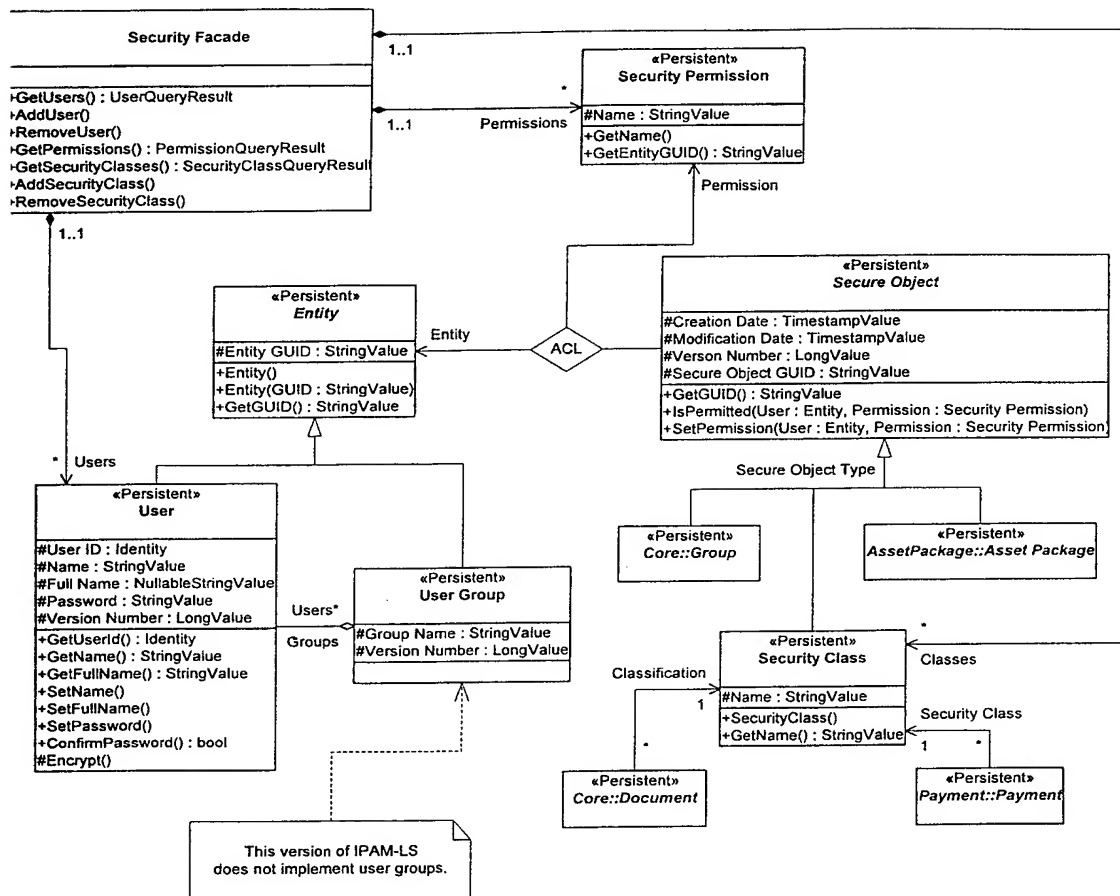 Security Facade
+GetUsers() : UserQueryResult
+AddUser()
+RemoveUser()
+GetPermissions() : PermissionQueryResult
+GetSecurityClasses() : SecurityClassQueryResult
+AddSecurityClass()
+RemoveSecurityClass()
1..1
1..1
1..1
*
Permissions
«Persistent»
Security Permission
#Name : StringValue
+GetName()
+GetEntityGUID() : StringValue
Permission
«Persistent»
Entity
#Entity GUID : StringValue
+Entity()
+Entity(GUID : StringValue)
+GetGUID() : StringValue
Entity
ACL
«Persistent»
Secure Object
#Creation Date : TimestampValue
#Modification Date : TimestampValue
#Verson Number : LongValue
#Secure Object GUID : StringValue
+GetGUID() : StringValue
+IsPermitted(User : Entity, Permission : Security Permission)
+SetPermission(User : Entity, Permission : Security Permission)
Secure Object Type
* Users
«Persistent»
User
#User ID : Identity
#Name : StringValue
#Full Name : NullableStringValue
#Password : StringValue
#Version Number : LongValue
+GetUserId() : Identity
+GetName() : StringValue
+GetFullName() : StringValue
+SetName()
+SetFullName()
+SetPassword()
+ConfirmPassword() : bool
#Encrypt()
Users*
Groups
«Persistent»
User Group
#Group Name : StringValue
#Version Number : LongValue
«Persistent»
Core::Group
«Persistent»
AssetPackage::Asset Package
«Persistent»
Security Class
#Name : StringValue
+SecurityClass()
+GetName() : StringValue
*
Classes
Classification
1
*
Security Class
1
*
«Persistent»
Core::Document
«Persistent»
Payment::Payment
This version of IPAM-LS
does not implement user groups.